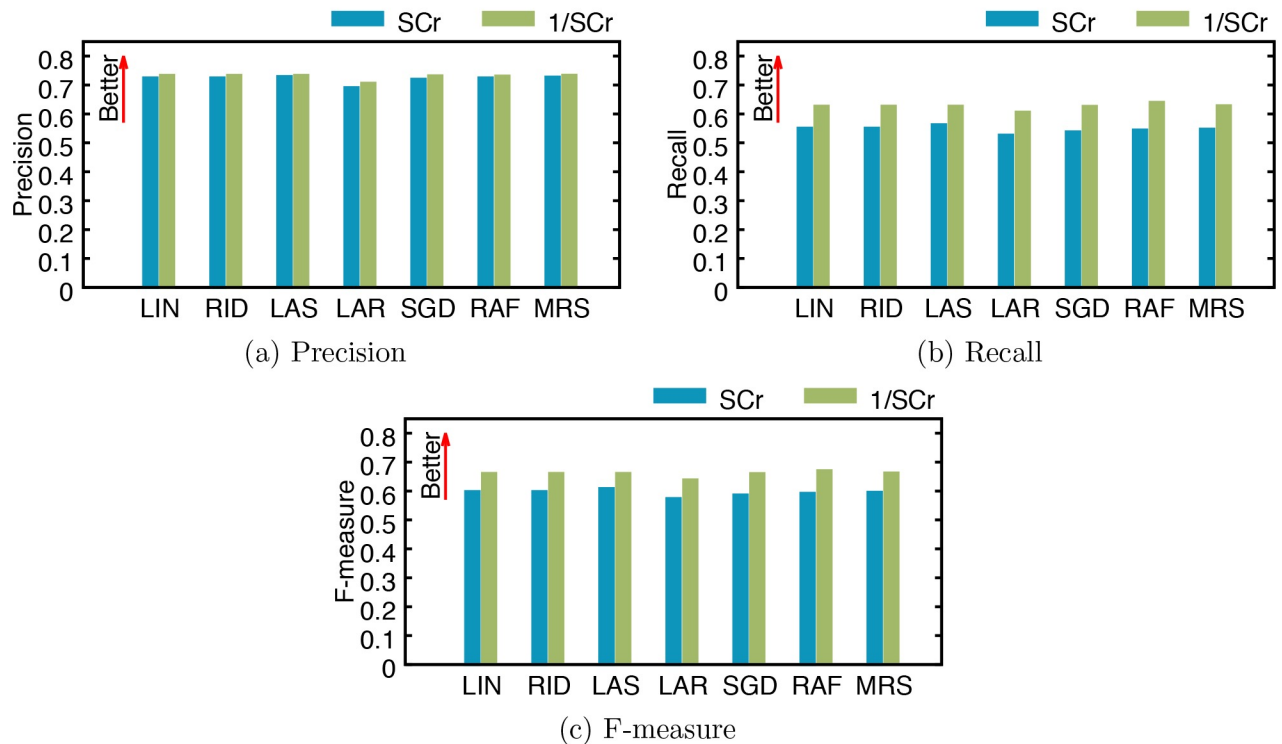 SCr 1/SCr
0.8
0.7
0.6
0.5
0.4
0.3
0.2
0.1
0
Precision
Better
LIN RID LAS LAR SGD RAF MRS
(a) Precision
SCr 1/SCr
0.8
0.7
0.6
0.5
0.4
0.3
0.2
0.1
0
Recall
Better
LIN RID LAS LAR SGD RAF MRS
(b) Recall
SCr 1/SCr
0.8
0.7
0.6
0.5
0.4
0.3
0.2
0.1
0
F-measure
Better
LIN RID LAS LAR SGD RAF MRS
(c) F-measure